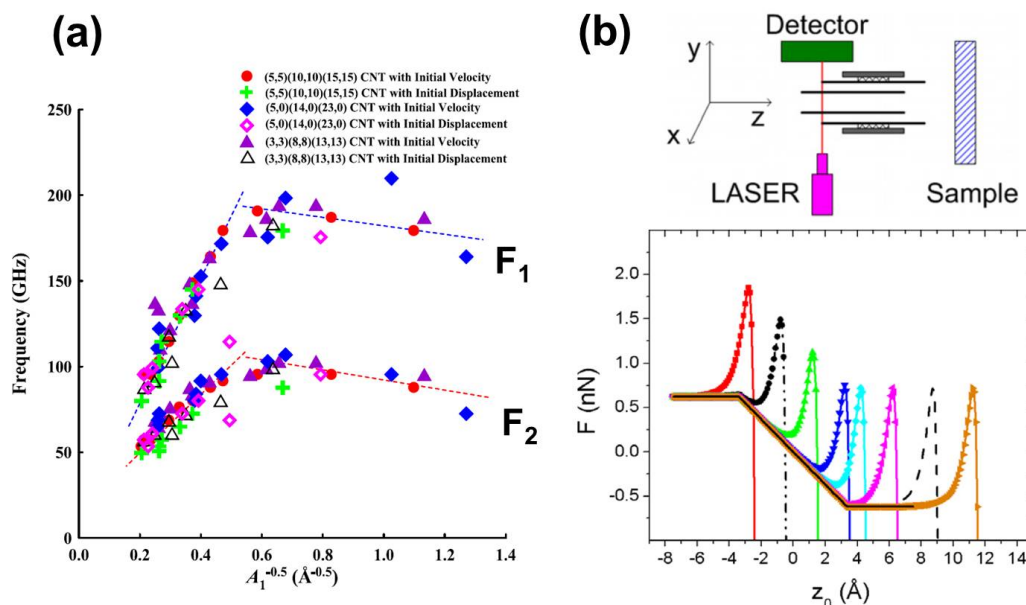 (a)
(5,5)(10,10)(15,15) CNT with Initial Velocity
(5,5)(10,10)(15,15) CNT with Initial Displacement
(5,0)(14,0)(23,0) CNT with Initial Velocity
(5,0)(14,0)(23,0) CNT with Initial Displacement
(3,3)(8,8)(13,13) CNT with Initial Velocity
(3,3)(8,8)(13,13) CNT with Initial Displacement
Frequency (GHz)
250
200
150
100
50
0
0.0 0.2 0.4 0.6 0.8 1.0 1.2 1.4
A₁⁻⁰·⁵ (Å⁻⁰·⁵)
F₁
F₂
(b)
Detector
y
z
x
LASER
Sample
F (nN)
2.0
1.5
1.0
0.5
0.0
-0.5
-8 -6 -4 -2 0 2 4 6 8 10 12 14
z₀ (Å)